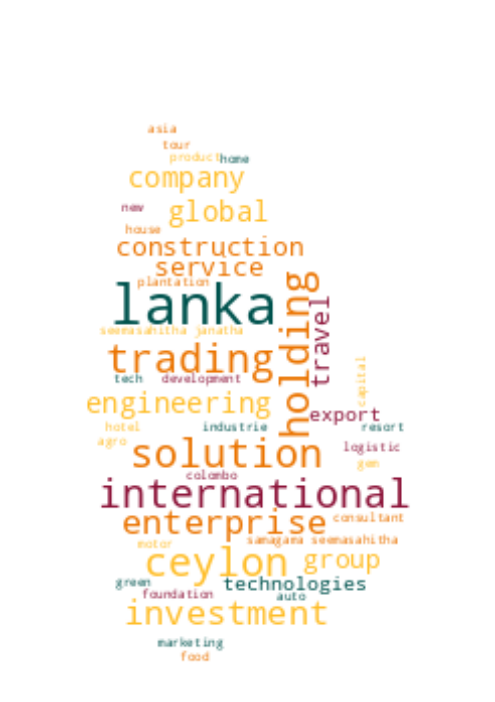 asia
tour
product home
company
new global
house
construction
service
plantation
lanka
holding
travel
seemasahitha janatha
trading
tech development
capital
engineering
export
hotel industrie resort
agro
solution logistic
gem
colombo
international
enterprise consultant
motor samagama seemasahitha
ceylon group
green technologies
foundation auto
investment
marketing
food